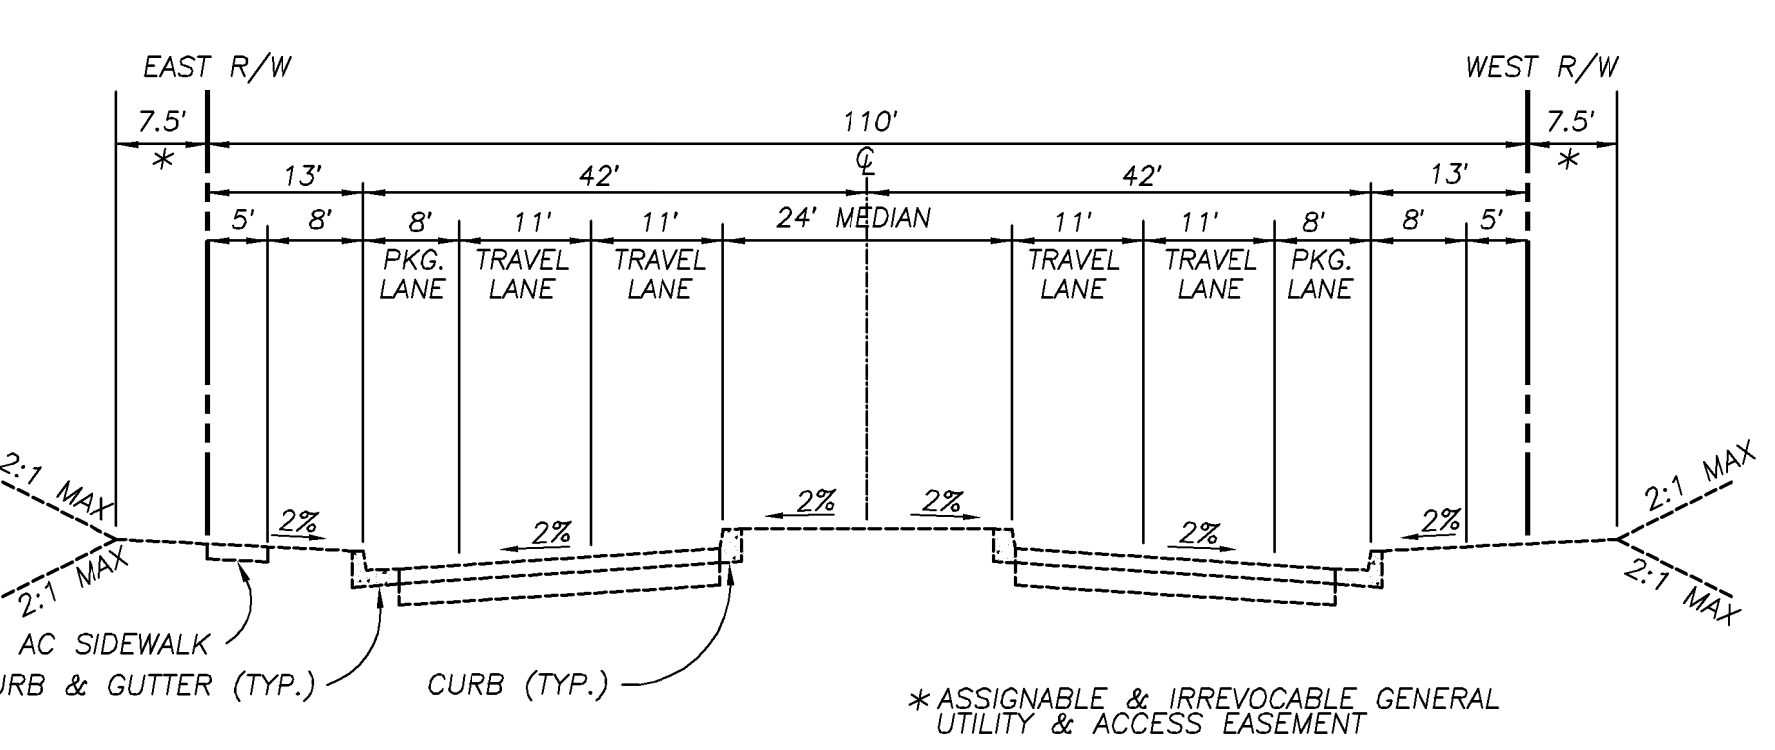 EAST R/W
WEST R/W
7.5'
110'
7.5'
*
℄
*
13'
42'
42'
13'
5'
8'
8'
11'
11'
24' MEDIAN
11'
11'
8'
8'
5'
PKG.
LANE
TRAVEL
LANE
TRAVEL
LANE
TRAVEL
LANE
TRAVEL
LANE
PKG.
LANE
2:1 MAX
2:1 MAX
2%
2%
2%
2%
2%
2%
2:1 MAX
2:1 MAX
AC SIDEWALK
URB & GUTTER (TYP.)
CURB (TYP.)
* ASSIGNABLE & IRREVOCABLE GENERAL
UTILITY & ACCESS EASEMENT